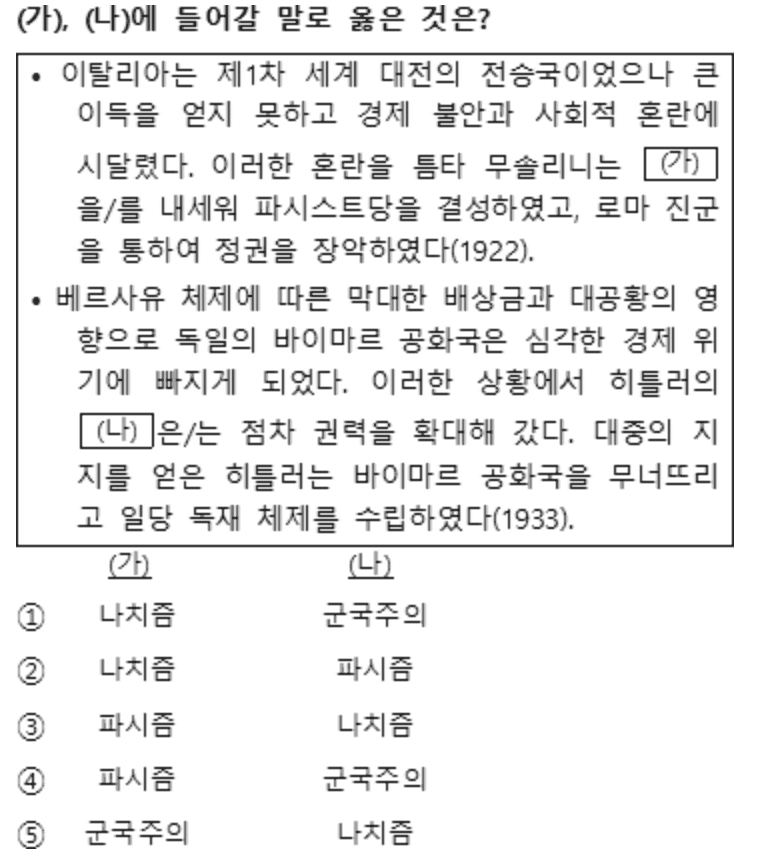 (가), (나)에 들어갈 말로 옳은 것은?
• 이탈리아는 제1차 세계 대전의 전승국이었으나 큰
이득을 얻지 못하고 경제 불안과 사회적 혼란에
시달렸다. 이러한 혼란을 틈타 무솔리니는 (가)
을/를 내세워 파시스트당을 결성하였고, 로마 진군
을 통하여 정권을 장악하였다(1922).
• 베르사유 체제에 따른 막대한 배상금과 대공황의 영
향으로 독일의 바이마르 공화국은 심각한 경제 위
기에 빠지게 되었다. 이러한 상황에서 히틀러의
(나) 은/는 점차 권력을 확대해 갔다. 대중의 지
지를 얻은 히틀러는 바이마르 공화국을 무너뜨리
고 일당 독재 체제를 수립하였다(1933).
(가) (나)
① 나치즘 군국주의
② 나치즘 파시즘
③ 파시즘 나치즘
④ 파시즘 군국주의
⑤ 군국주의 나치즘